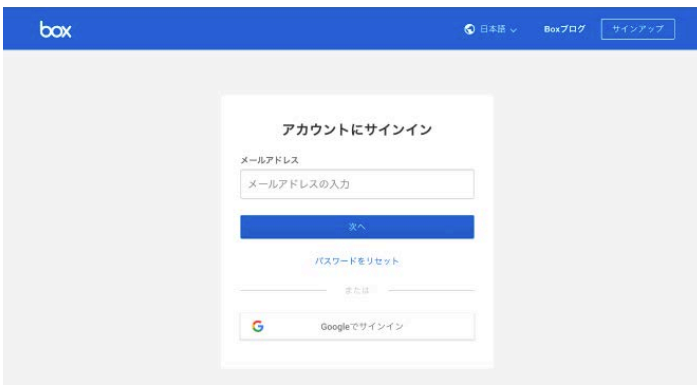 box
日本語
Boxブログ
サインアップ
アカウントにサインイン
メールアドレス
メールアドレスの入力
次へ
パスワードをリセット
または
Googleでサインイン